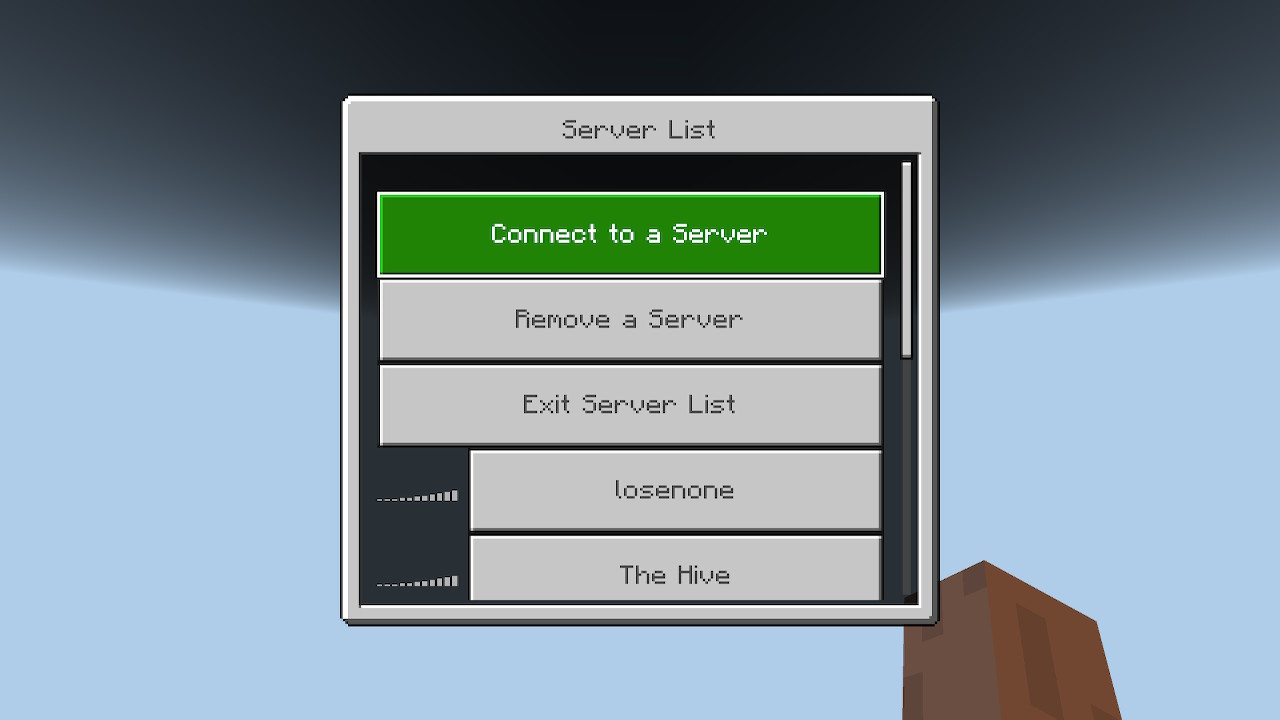 Server List
Connect to a Server
Remove a Server
Exit Server List
losenone
The Hive